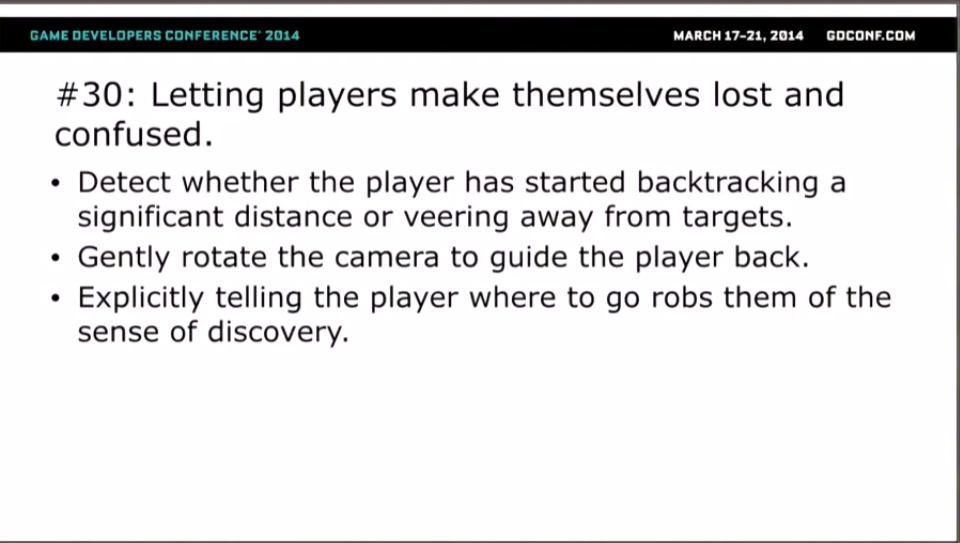 GAME DEVELOPERS CONFERENCE® 2014
MARCH 17-21, 2014 GDCONF.COM
#30: Letting players make themselves lost and
confused.
• Detect whether the player has started backtracking a
significant distance or veering away from targets.
• Gently rotate the camera to guide the player back.
• Explicitly telling the player where to go robs them of the
sense of discovery.